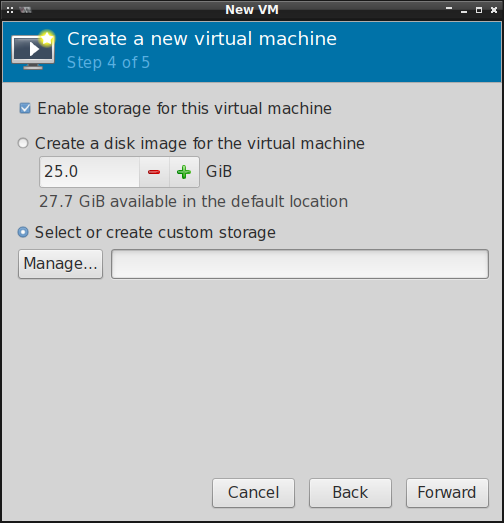 New VM
Create a new virtual machine
Step 4 of 5
Enable storage for this virtual machine
Create a disk image for the virtual machine
25.0 GiB
27.7 GiB available in the default location
Select or create custom storage
Manage...
Cancel Back Forward